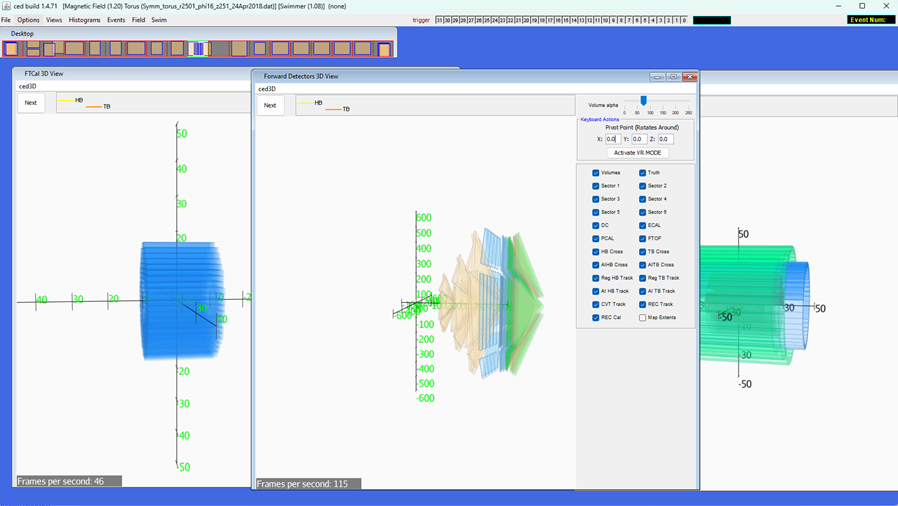 ced build 1.4.71 [Magnetic Field (1.20) Torus (Symm_torus_r2501_phi16_z251_24Apr2018.dat)] [Swimmer (1.08)] (none)
File Options Views Histograms Events Field Swim
trigger 31 30 29 28 27 26 25 24 23 22 21 20 19 18 17 16 15 14 13 12 11 10 9 8 7 6 5 4 3 2 1 0
Event Num:
Desktop
FTCal 3D View
ced3D
Next
HB
TB
50
40
30
20
40
30
20
20
30
40
50
Frames per second: 46
Forward Detectors 3D View
ced3D
Next
HB
TB
600
500
400
300
200
100
100
200
-300
-400
-500
-600
Frames per second: 115
Volume alpha
0 50 100 150 200 250
Keyboard Actions
Pivot Point (Rotates Around)
X: 0.0 Y: 0.0 Z: 0.0
Activate VR MODE
Volumes Truth
Sector 1 Sector 2
Sector 3 Sector 4
Sector 5 Sector 6
DC ECAL
PCAL FTOF
HB Cross TB Cross
AIHB Cross AITB Cross
Reg HB Track Reg TB Track
AI HB Track AI TB Track
CVT Track REC Track
REC Cal Map Extents
50
30
50
-50
-30
-50